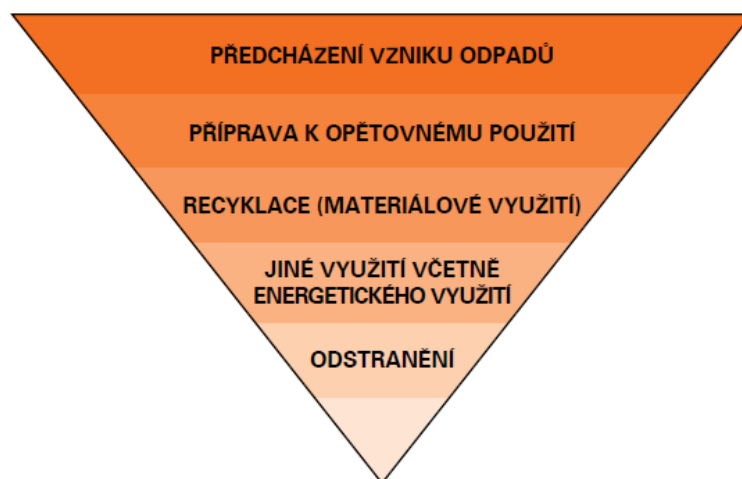 PŘEDCHÁZENÍ VZNIKU ODPADŮ
PŘÍPRAVA K OPĚTOVNÉMU POUŽITÍ
RECYKLACE (MATERIÁLOVÉ VYUŽITÍ)
JINÉ VYUŽITÍ VČETNĚ
ENERGETICKÉHO VYUŽITÍ
ODSTRANĚNÍ